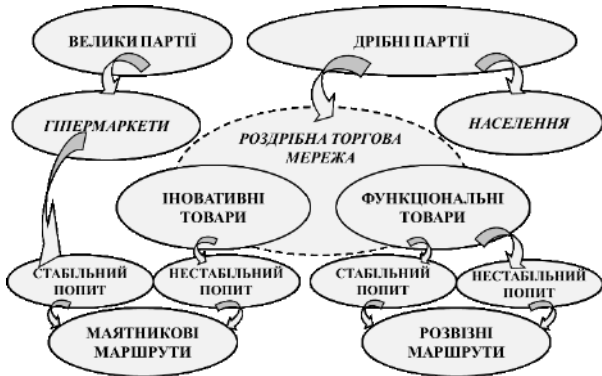 ВЕЛИКИ ПАРТІЇ
ДРІБНІ ПАРТІЇ
ГІПЕРМАРКЕТИ
РОЗДРІБНА ТОРГОВА
МЕРЕЖА
НАСЕЛЕННЯ
ІНОВАТИВНІ
ТОВАРИ
ФУНКЦІОНАЛЬНІ
ТОВАРИ
СТАБІЛЬНИЙ
ПОПИТ
НЕСТАБІЛЬНИЙ
ПОПИТ
СТАБІЛЬНИЙ
ПОПИТ
НЕСТАБІЛЬНИЙ
ПОПИТ
МАЯТНИКОВІ
МАРШРУТИ
РОЗВІЗНІ
МАРШРУТИ